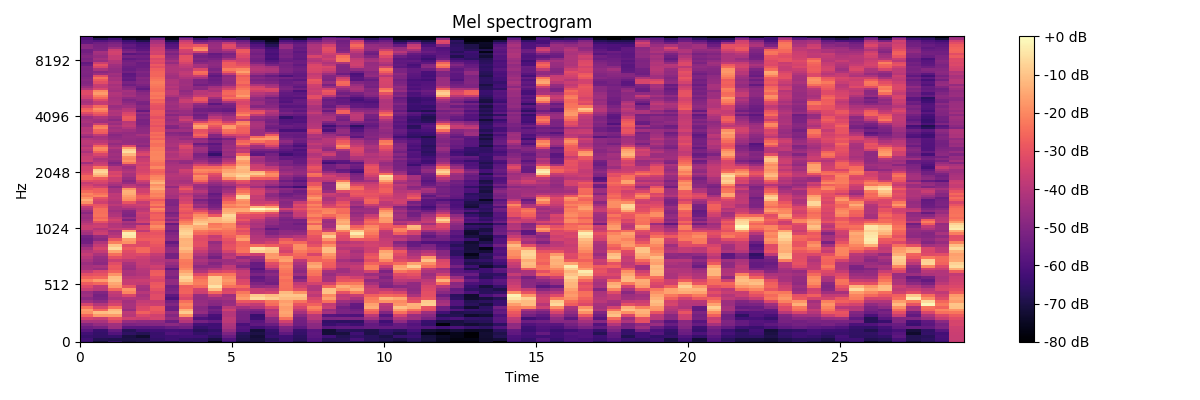 Mel spectrogram
Hz
8192
4096
2048
1024
512
0
0 5 10 15 20 25
Time
+0 dB
-10 dB
-20 dB
-30 dB
-40 dB
-50 dB
-60 dB
-70 dB
-80 dB